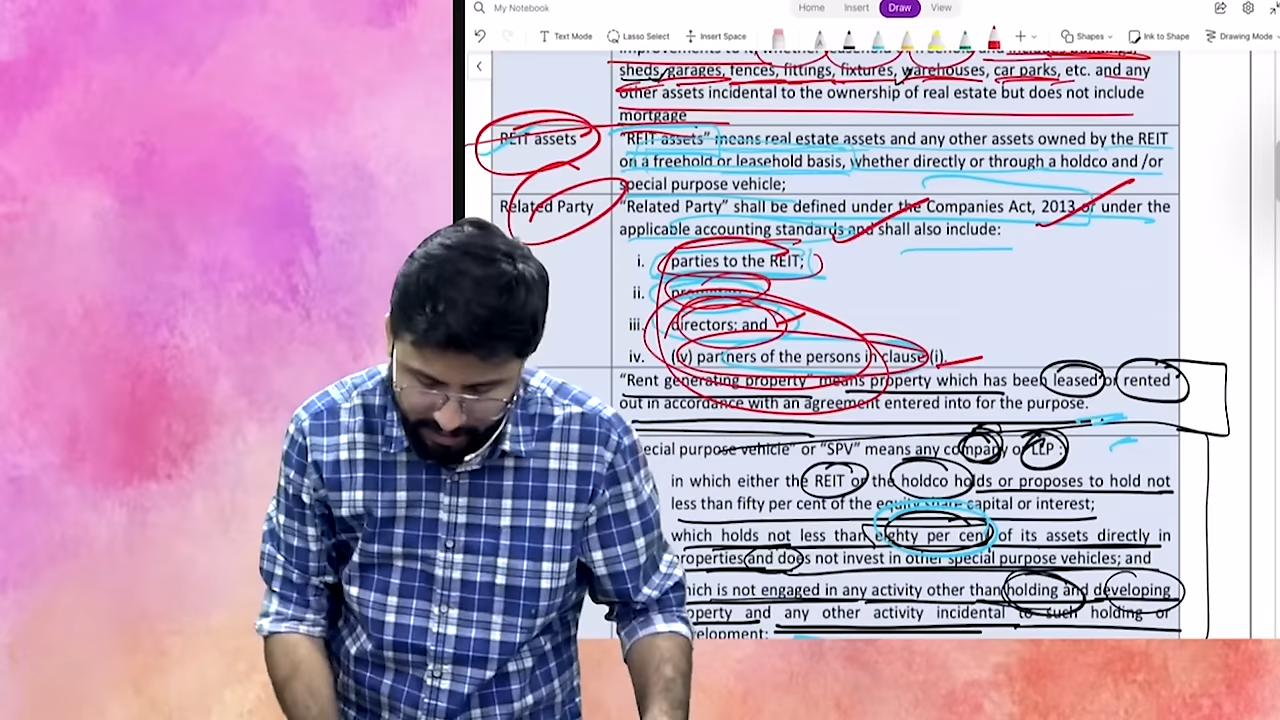 My Notebook
Home Insert Draw View
Text Mode Lasso Select Insert Space Shapes Ink to Shape Drawing Mode
sheds, garages, fences, fittings, fixtures, warehouses, car parks, etc. and any
other assets incidental to the ownership of real estate but does not include
mortgage
REIT assets
"REIT assets" means real estate assets and any other assets owned by the REIT
on a freehold or leasehold basis, whether directly or through a holdco and /or
special purpose vehicle;
Related Party
"Related Party" shall be defined under the Companies Act, 2013 or under the
applicable accounting standards and shall also include:
i. parties to the REIT;
ii.
iii. directors; and
iv. (iv) partners of the persons in clause (i).
"Rent generating property" means property which has been leased or rented
out in accordance with an agreement entered into for the purpose.
purpose vehicle" or "SPV" means any company or LLP :
in which either the REIT or the holdco holds or proposes to hold not
less than fifty per cent of the equity share capital or interest;
which holds not less than eighty per cent of its assets directly in
and does not invest in other special purpose vehicles; and
is not engaged in any activity other than holding and developing
and any other activity incidental to such holding or